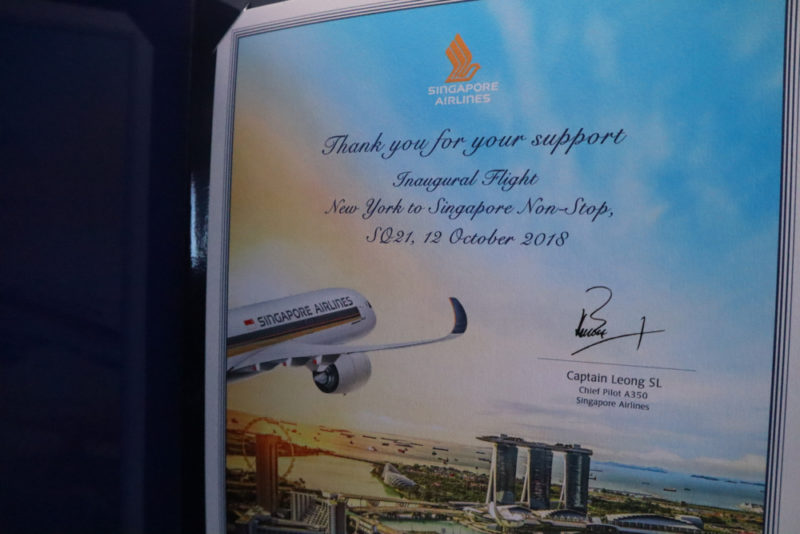 SINGAPORE
AIRLINES
Thank you for your support
Inaugural Flight
New York to Singapore Non-Stop,
SQ21, 12 October 2018
SINGAPORE AIRLINES
Captain Leong SL
Chief Pilot A350
Singapore Airlines